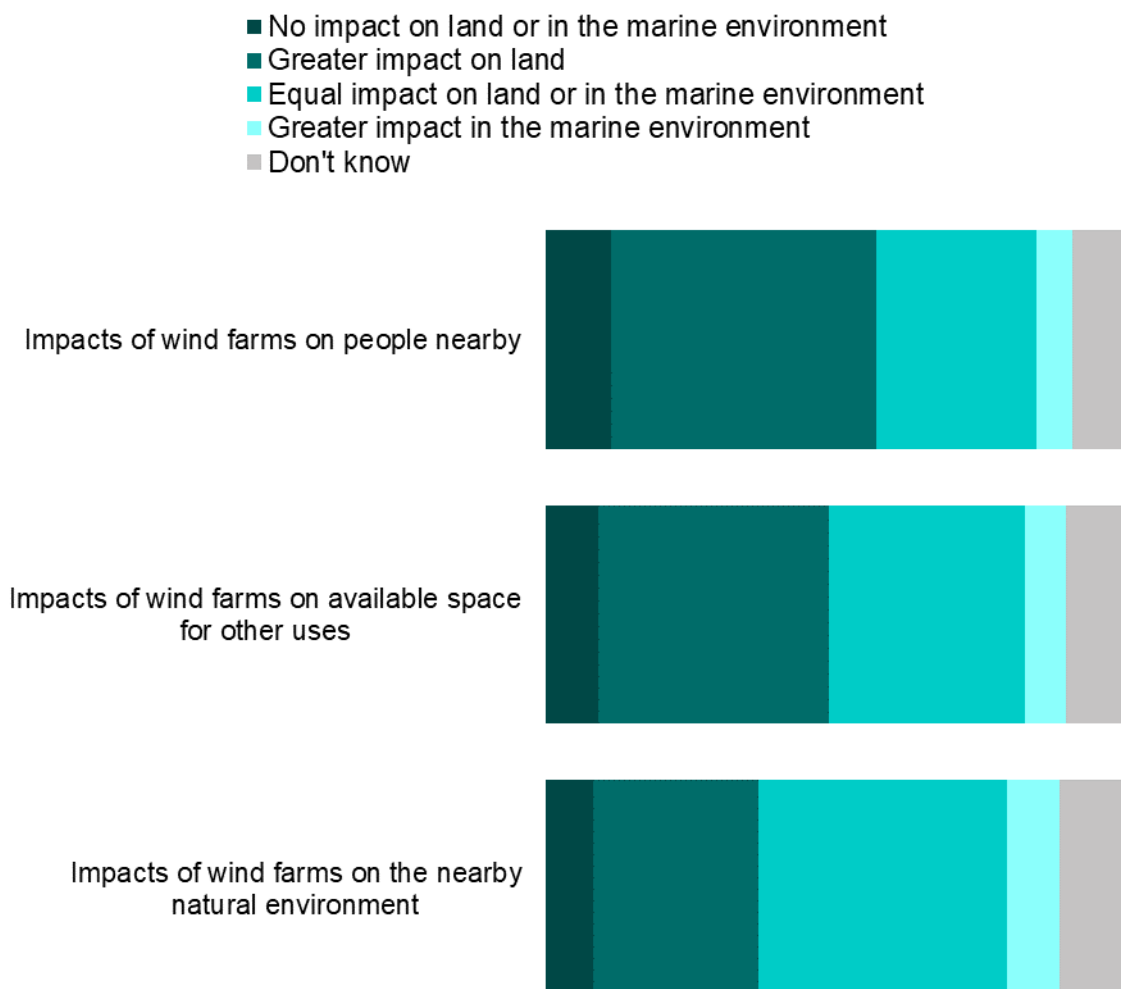 No impact on land or in the marine environment
Greater impact on land
Equal impact on land or in the marine environment
Greater impact in the marine environment
Don't know
Impacts of wind farms on people nearby
Impacts of wind farms on available space
for other uses
Impacts of wind farms on the nearby
natural environment